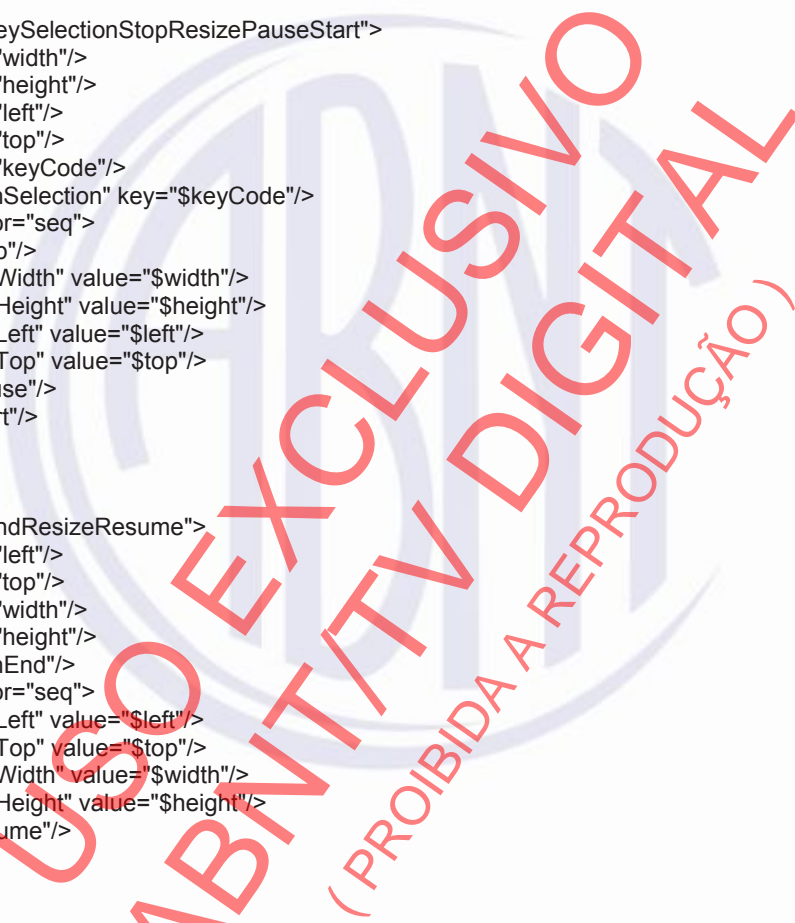 eySelectionStopResizePauseStart">
"width"/>
"height"/>
"left"/>
"top"/>
"keyCode"/>
nSelection" key="$keyCode"/>
or="seq">
p"/>
Width" value="$width"/>
Height" value="$height"/>
Left" value="$left"/>
Top" value="$top"/>
use"/>
rt"/>
ndResizeResume">
"left"/>
"top"/>
"width"/>
"height"/>
nEnd"/>
or="seq">
Left" value="$left"/>
Top" value="$top"/>
Width" value="$width"/>
Height" value="$height"/>
ume"/>
USO EXCLUSIVO
ABNT/TV DIGITAL
( PROIBIDA A REPRODUÇÃO )
ABNT